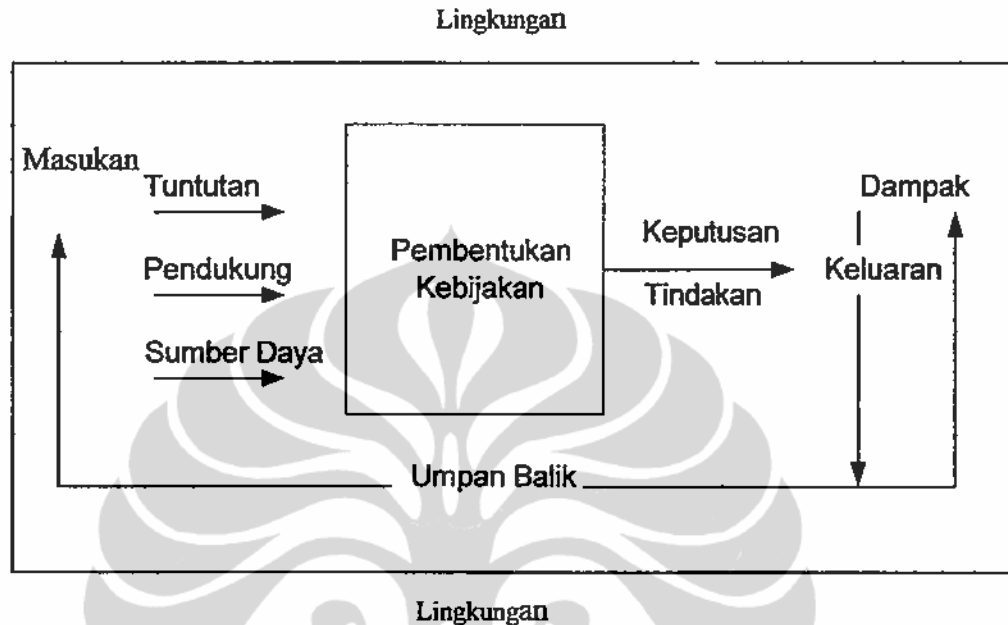 Lingkungan
Masukan
Tuntutan
Pendukung
Sumber Daya
Pembentukan
Kebijakan
Keputusan
Tindakan
Dampak
Keluaran
Umpan Balik
Lingkungan